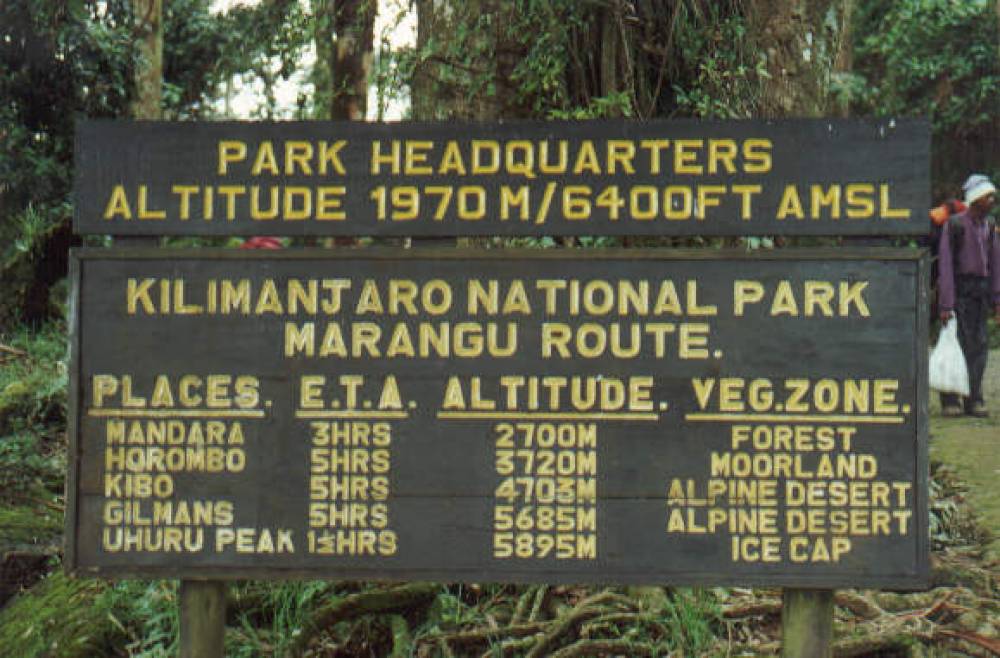 PARK HEADQUARTERS
ALTITUDE 1970 M/6400FT AMSL
KILIMANJARO NATIONAL PARK
MARANGU ROUTE.
PLACES. E.T.A. ALTITUDE. VEG.ZONE.
MANDARA 3HRS 2700M FOREST
HOROMBO 5HRS 3720M MOORLAND
KIBO 5HRS 4703M ALPINE DESERT
GILMANS 5HRS 5685M ALPINE DESERT
UHURU PEAK 1½HRS 5895M ICE CAP